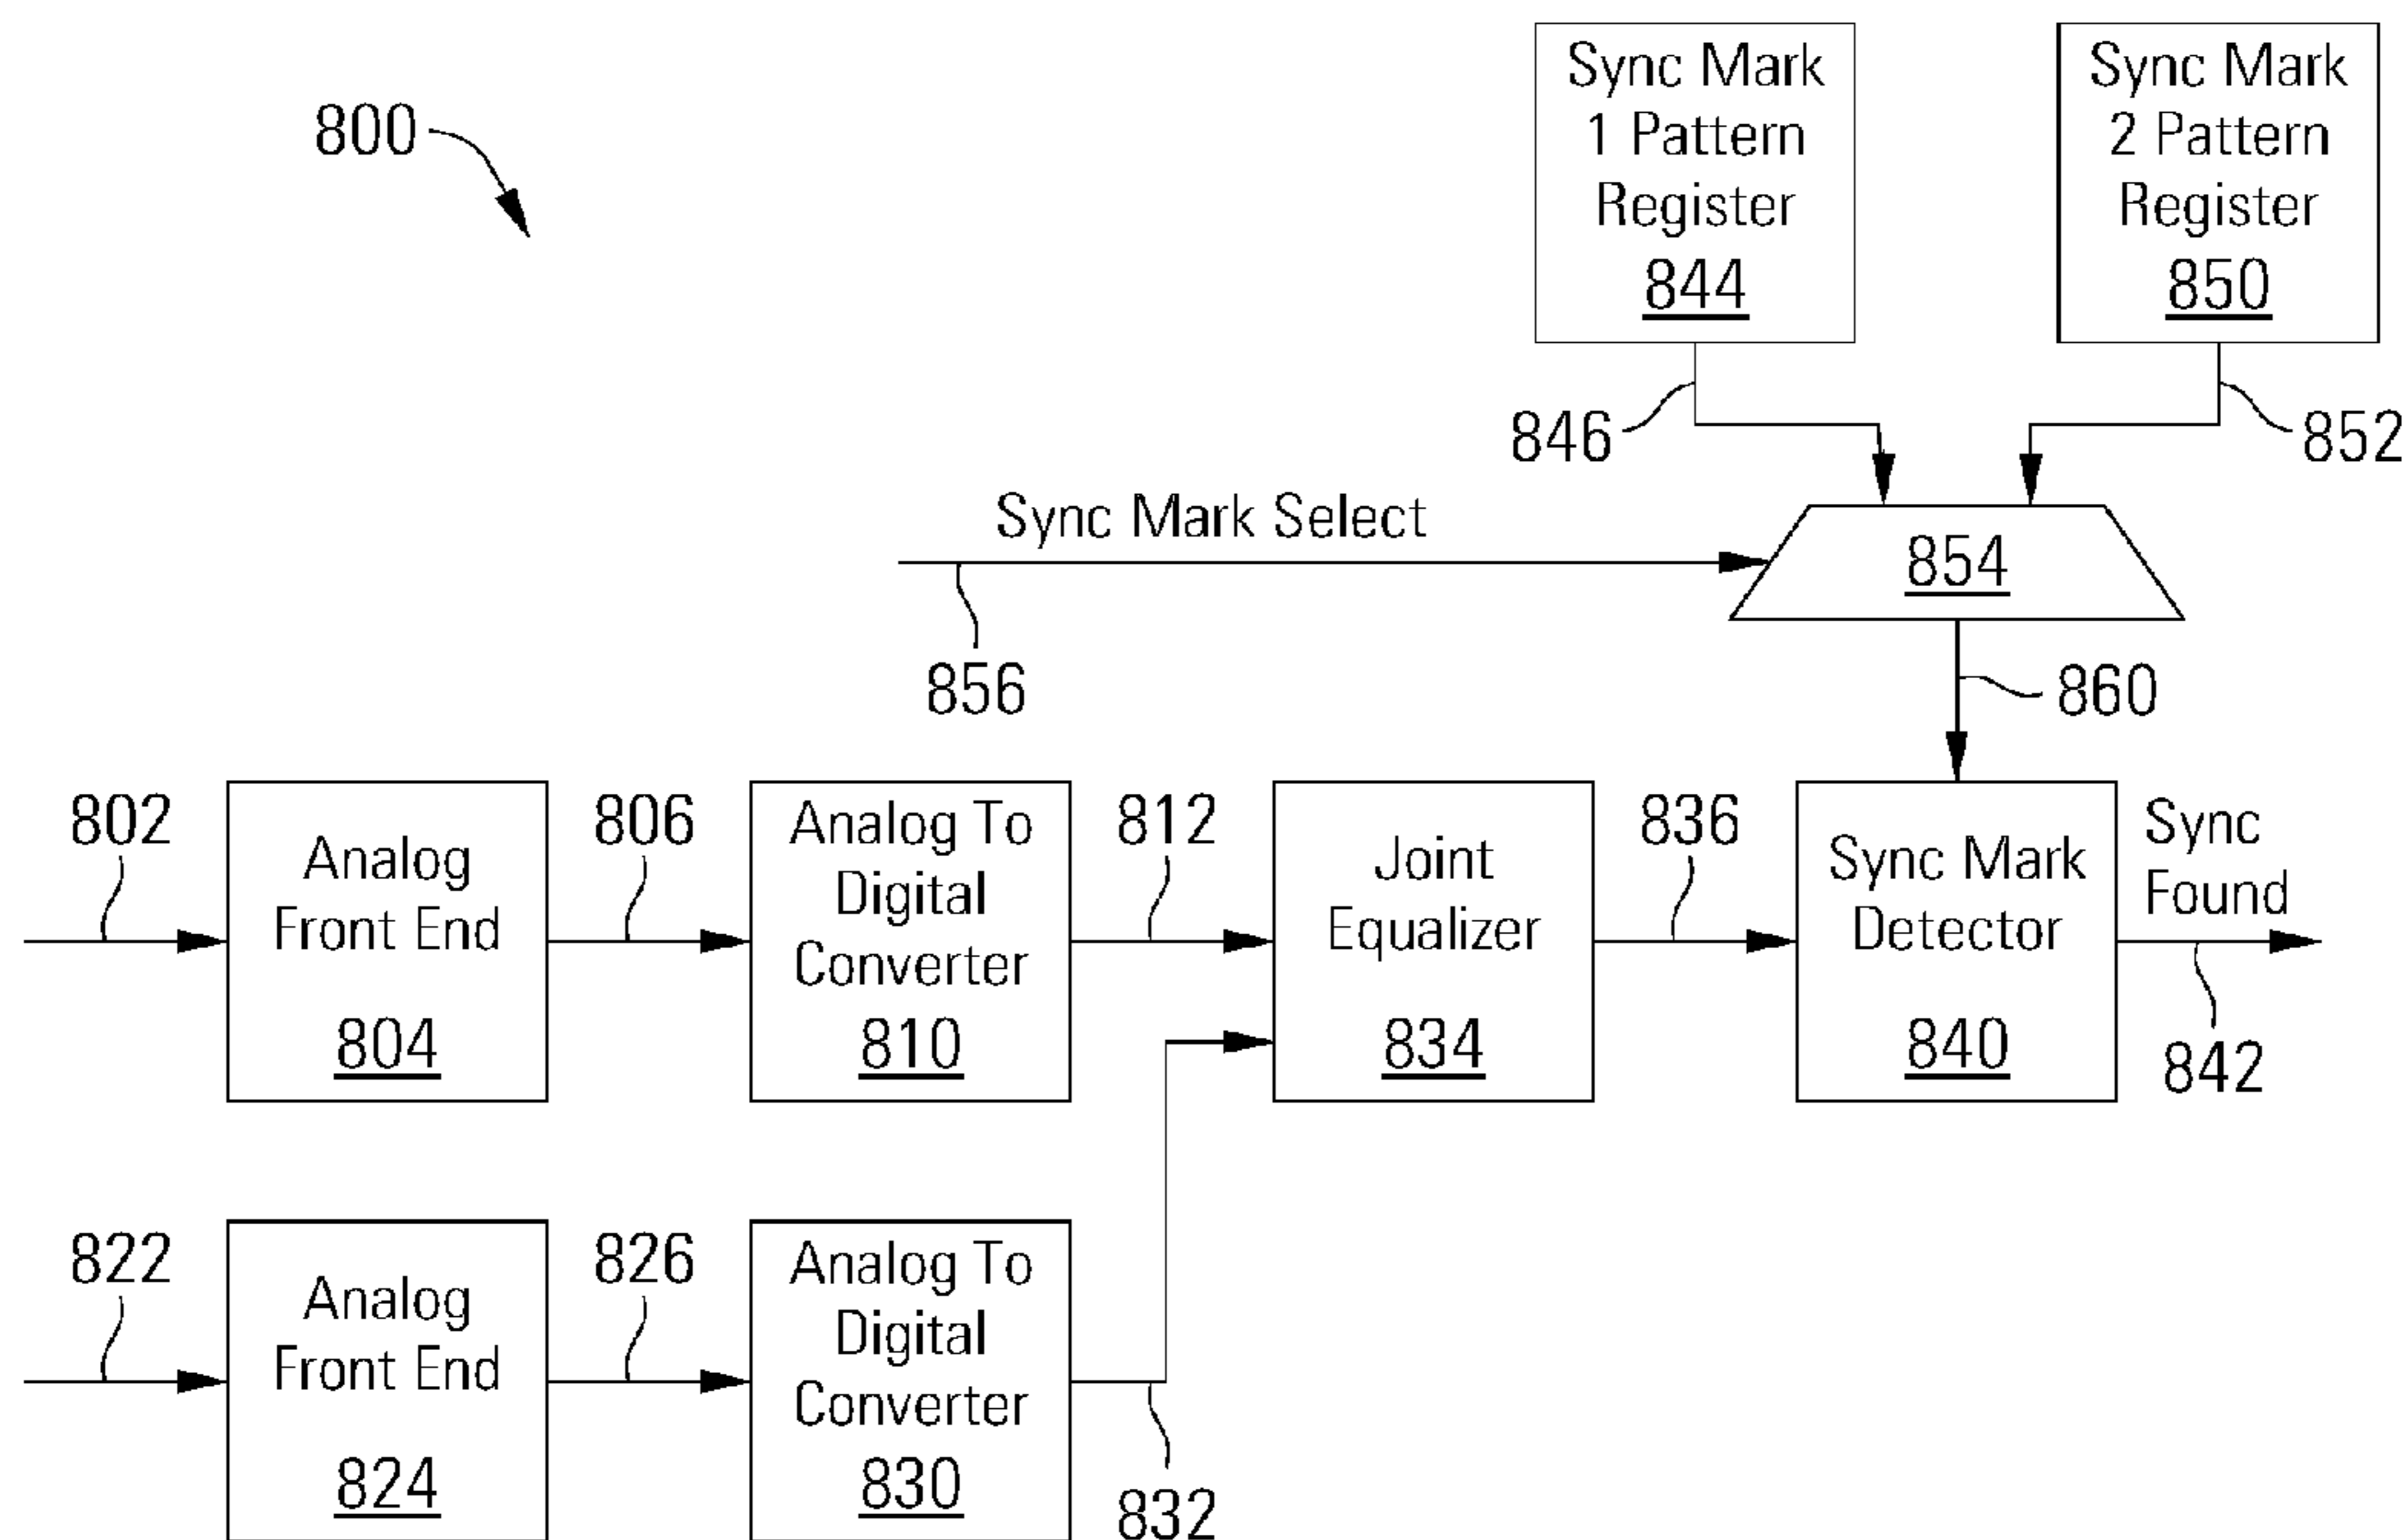 800
Sync Mark
1 Pattern
Register
844
Sync Mark
2 Pattern
Register
850
846
852
Sync Mark Select
854
856
860
802
Analog
Front End
804
806
Analog To
Digital
Converter
810
812
Joint
Equalizer
834
836
Sync Mark
Detector
840
Sync
Found
842
822
Analog
Front End
824
826
Analog To
Digital
Converter
830
832